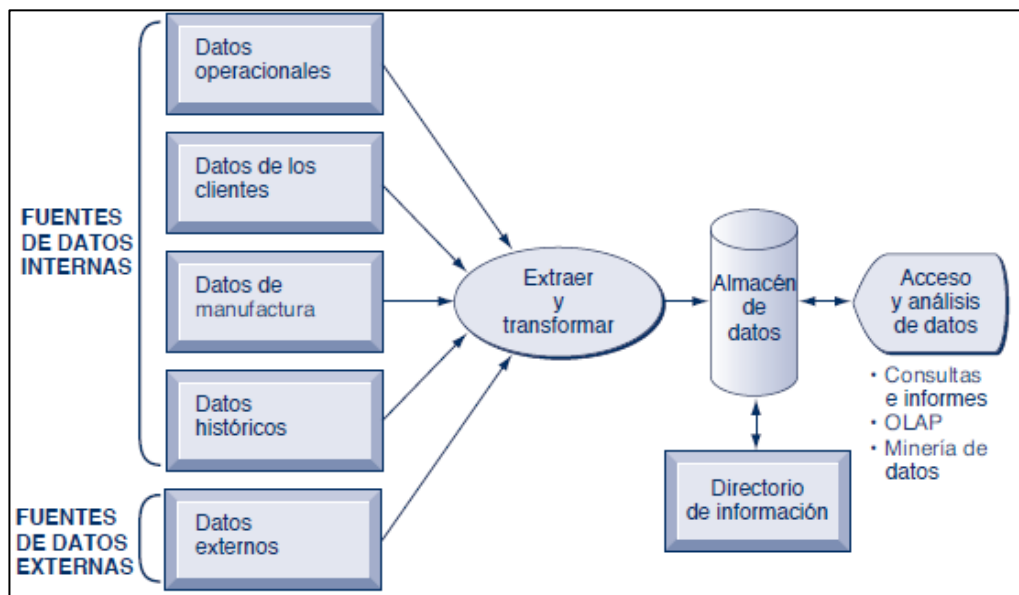 FUENTES
DE DATOS
INTERNAS
Datos
operacionales
Datos de los
clientes
Datos de
manufactura
Datos
históricos
FUENTES
DE DATOS
EXTERNAS
Datos
externos
Extraer
y
transformar
Almacén
de
datos
Directorio
de información
Acceso
y análisis
de datos
• Consultas
e informes
• OLAP
• Minería de
datos